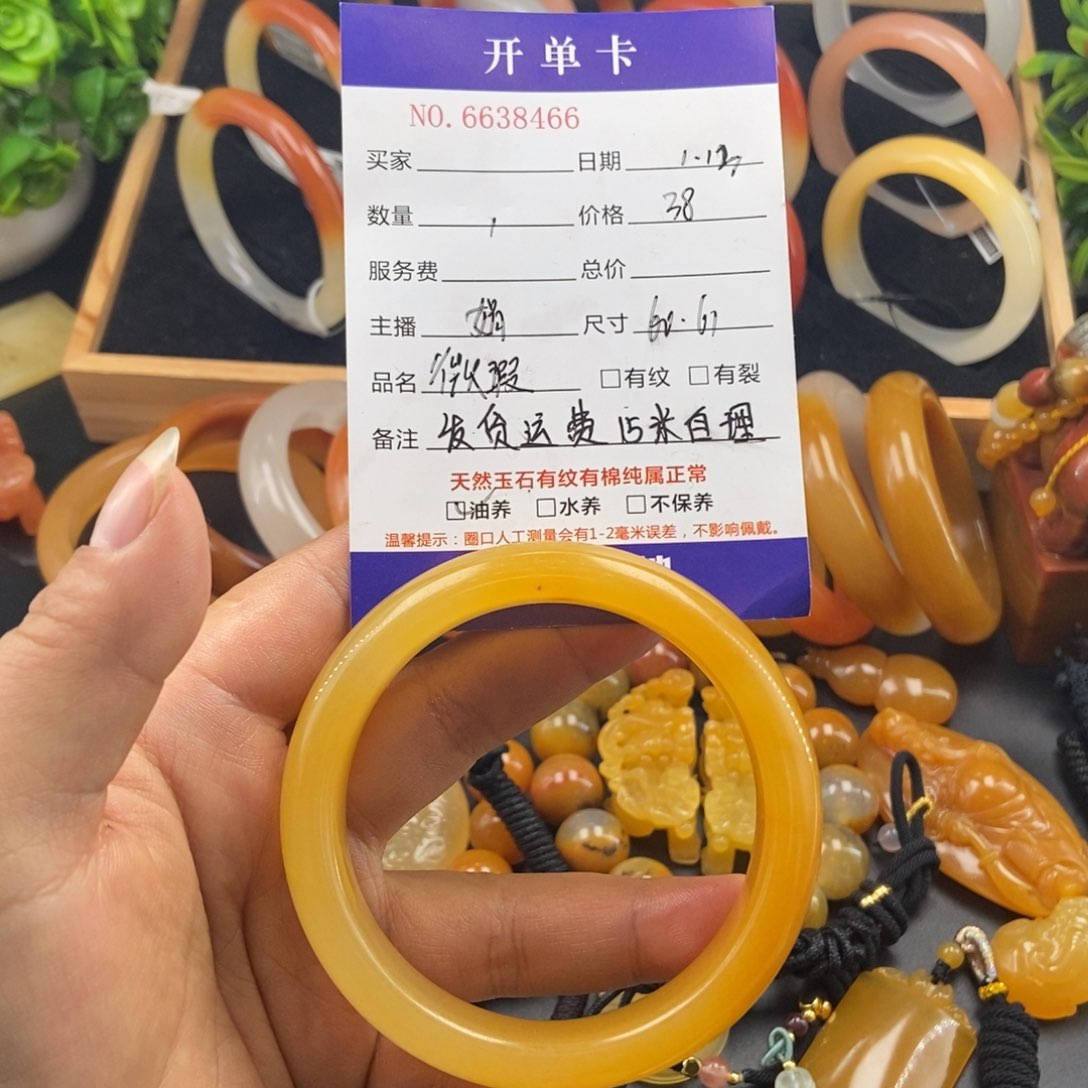 开单卡
NO. 6638466
买家 日期
数量 1 价格 38
服务费 总价
主播 娟 尺寸
品名 微瑕 □有纹 □有裂
备注 发货运费15米自理
天然玉石有纹有棉纯属正常
☑油养 □水养 □不保养
温馨提示：圈口人工测量会有1-2毫米误差，不影响佩戴。